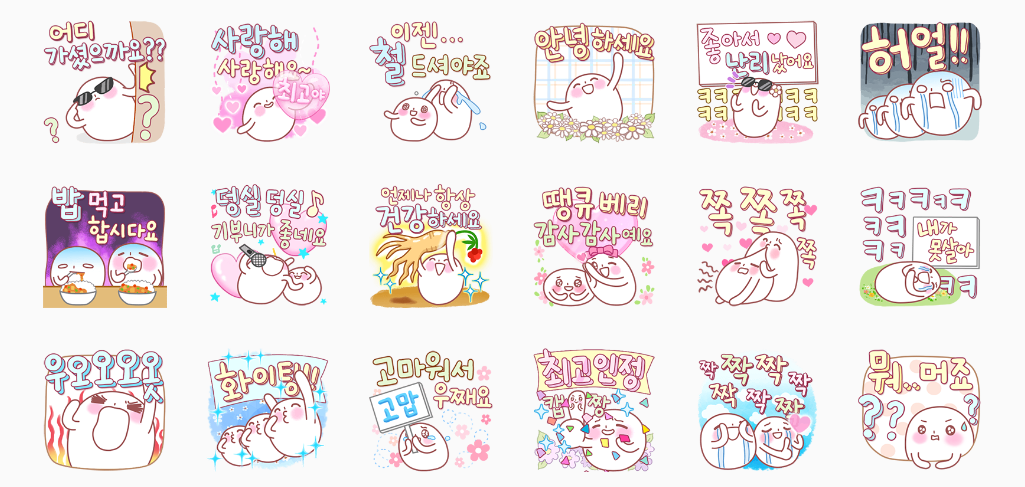 어디
가셨을까요??
?
?
사랑해
사랑해요~
최고야
이젠...
철 드셔야죠
안녕하세요
좋아서
난리났어요
ㅋㅋ ㅋㅋ
ㅋㅋ ㅋㅋ
허얼!!
밥 먹고
합시다요
덩실 덩실♪
기부니가 좋네요
언제나 항상
건강하세요
땡큐 베리
감사감사예요
쪽 쪽 쪽
쪽
ㅋㅋㅋㅋㅋ
ㅋㅋ 내가
ㅋㅋ 못살아
ㅋㅋ
우오오오옷
화이팅!!
고마워서
우째요
고맙
최고인정
캡 짱
짝 짝 짝 짝
짝 짝 짝
뭐... 머죠
?? ?